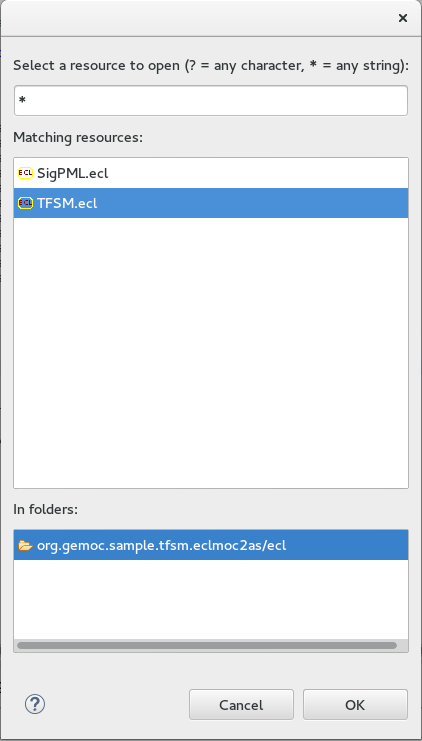 Select a resource to open (? = any character, * = any string):
*
Matching resources:
ECL SigPML.ecl
ECL TFSM.ecl
In folders:
org.gemoc.sample.tfsm.eclmoc2as/ecl
? Cancel OK